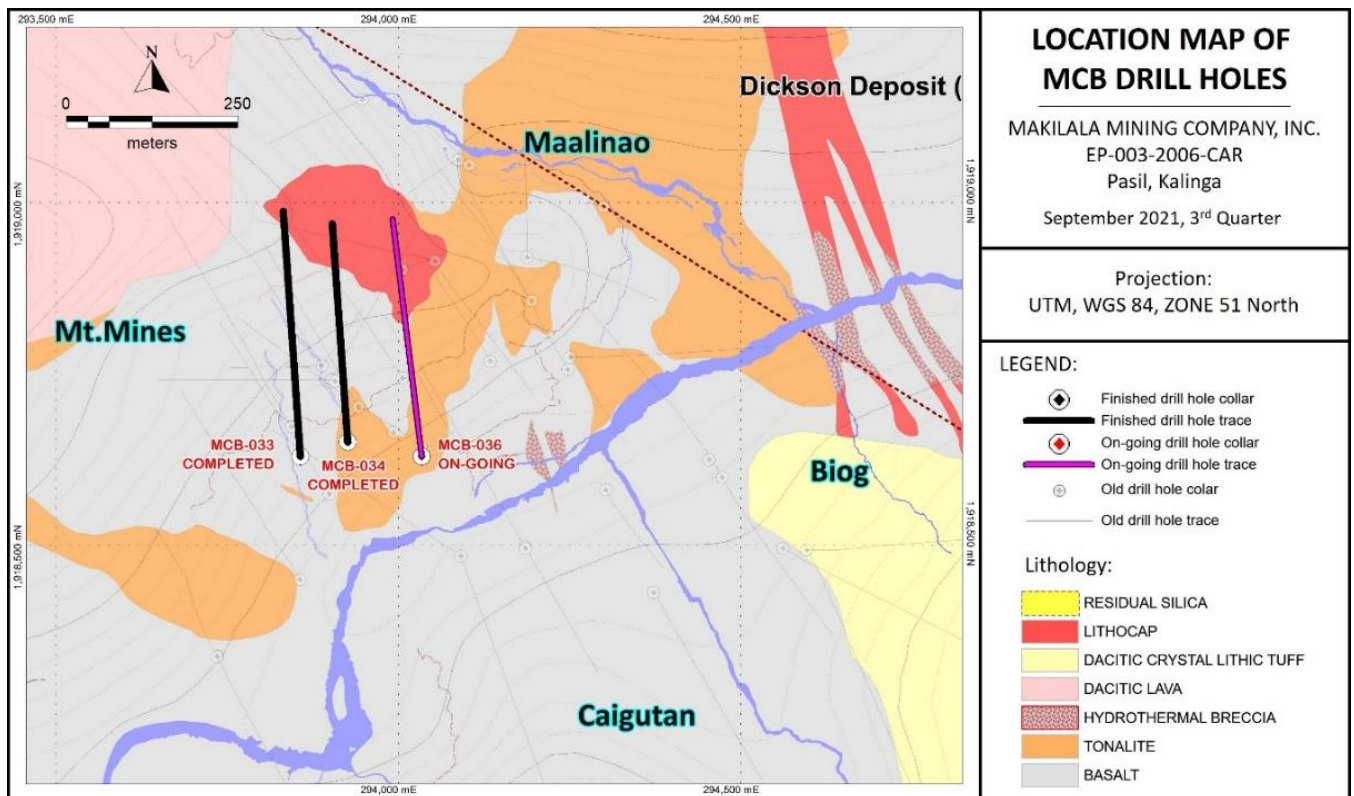 293,500 mE
294,000 mE
294,500 mE
N
0 250
meters
Dickson Deposit (
Maalinao
1,919,000 mN
1,919,000 mN
Mt.Mines
MCB-033
COMPLETED
MCB-034
COMPLETED
MCB-036
ON-GOING
Biog
1,918,500 mN
1,918,500 mN
Caigutan
294,000 mE
294,500 mE
LOCATION MAP OF
MCB DRILL HOLES
MAKILALA MINING COMPANY, INC.
EP-003-2006-CAR
Pasil, Kalinga
September 2021, 3rd Quarter
Projection:
UTM, WGS 84, ZONE 51 North
LEGEND:
Finished drill hole collar
Finished drill hole trace
On-going drill hole collar
On-going drill hole trace
Old drill hole colar
Old drill hole trace
Lithology:
RESIDUAL SILICA
LITHOCAP
DACITIC CRYSTAL LITHIC TUFF
DACITIC LAVA
HYDROTHERMAL BRECCIA
TONALITE
BASALT